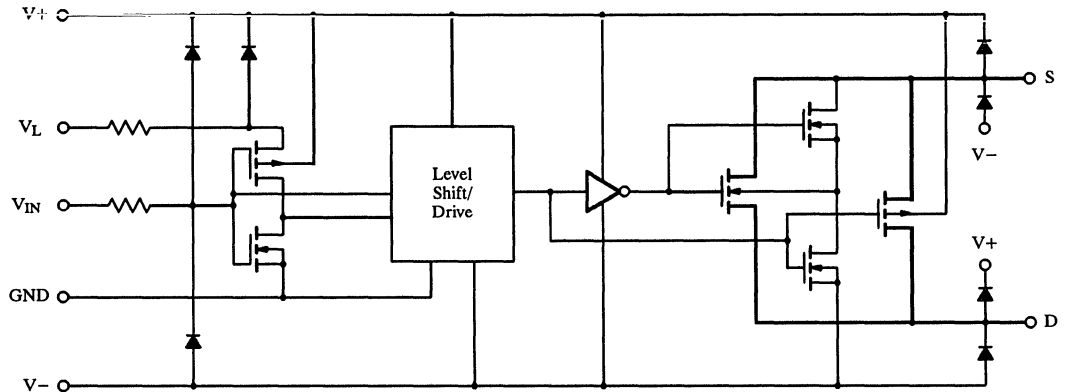 V+
S
V_L
V−
Level
Shift/
Drive
V_IN
V+
GND
D
V−